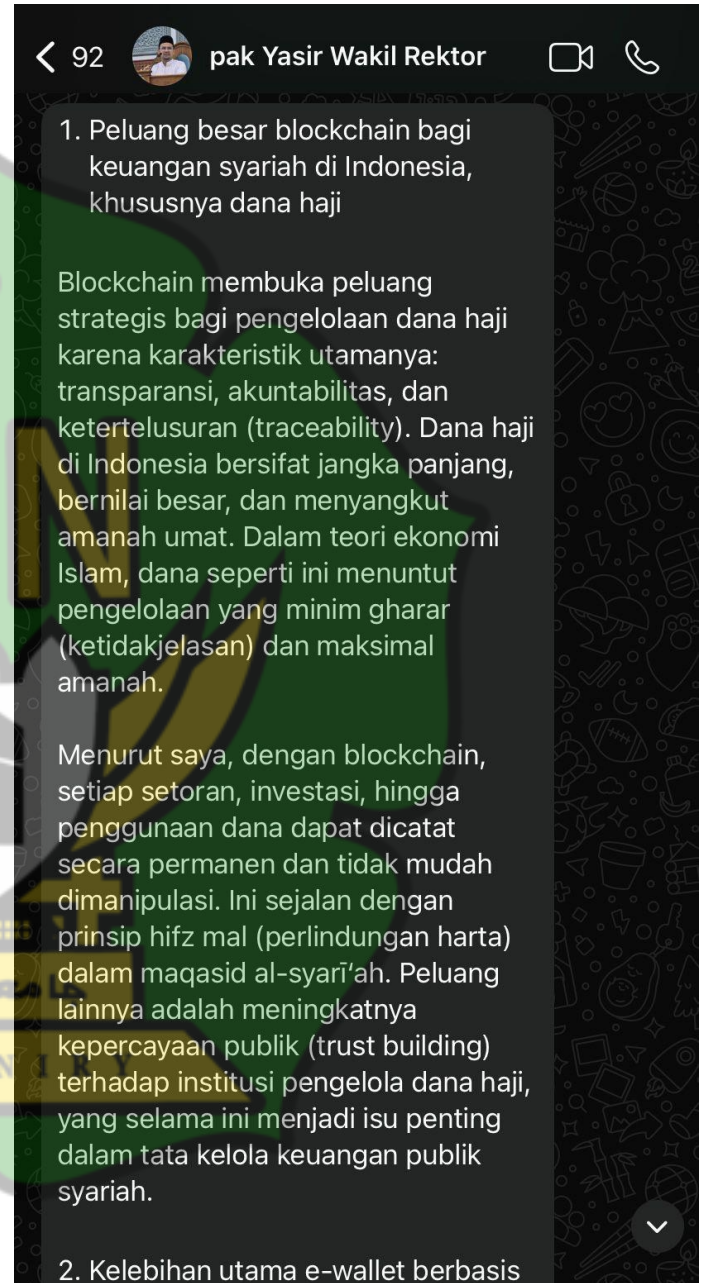 92 pak Yasir Wakil Rektor
1. Peluang besar blockchain bagi
keuangan syariah di Indonesia,
khususnya dana haji
Blockchain membuka peluang
strategis bagi pengelolaan dana haji
karena karakteristik utamanya:
transparansi, akuntabilitas, dan
ketertelusuran (traceability). Dana haji
di Indonesia bersifat jangka panjang,
bernilai besar, dan menyangkut
amanah umat. Dalam teori ekonomi
Islam, dana seperti ini menuntut
pengelolaan yang minim gharar
(ketidakjelasan) dan maksimal
amanah.
Menurut saya, dengan blockchain,
setiap setoran, investasi, hingga
penggunaan dana dapat dicatat
secara permanen dan tidak mudah
dimanipulasi. Ini sejalan dengan
prinsip hifz mal (perlindungan harta)
dalam maqasid al-syarī‘ah. Peluang
lainnya adalah meningkatnya
kepercayaan publik (trust building)
terhadap institusi pengelola dana haji,
yang selama ini menjadi isu penting
dalam tata kelola keuangan publik
syariah.
2. Kelebihan utama e-wallet berbasis